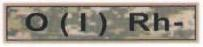 O ( I ) Rh-